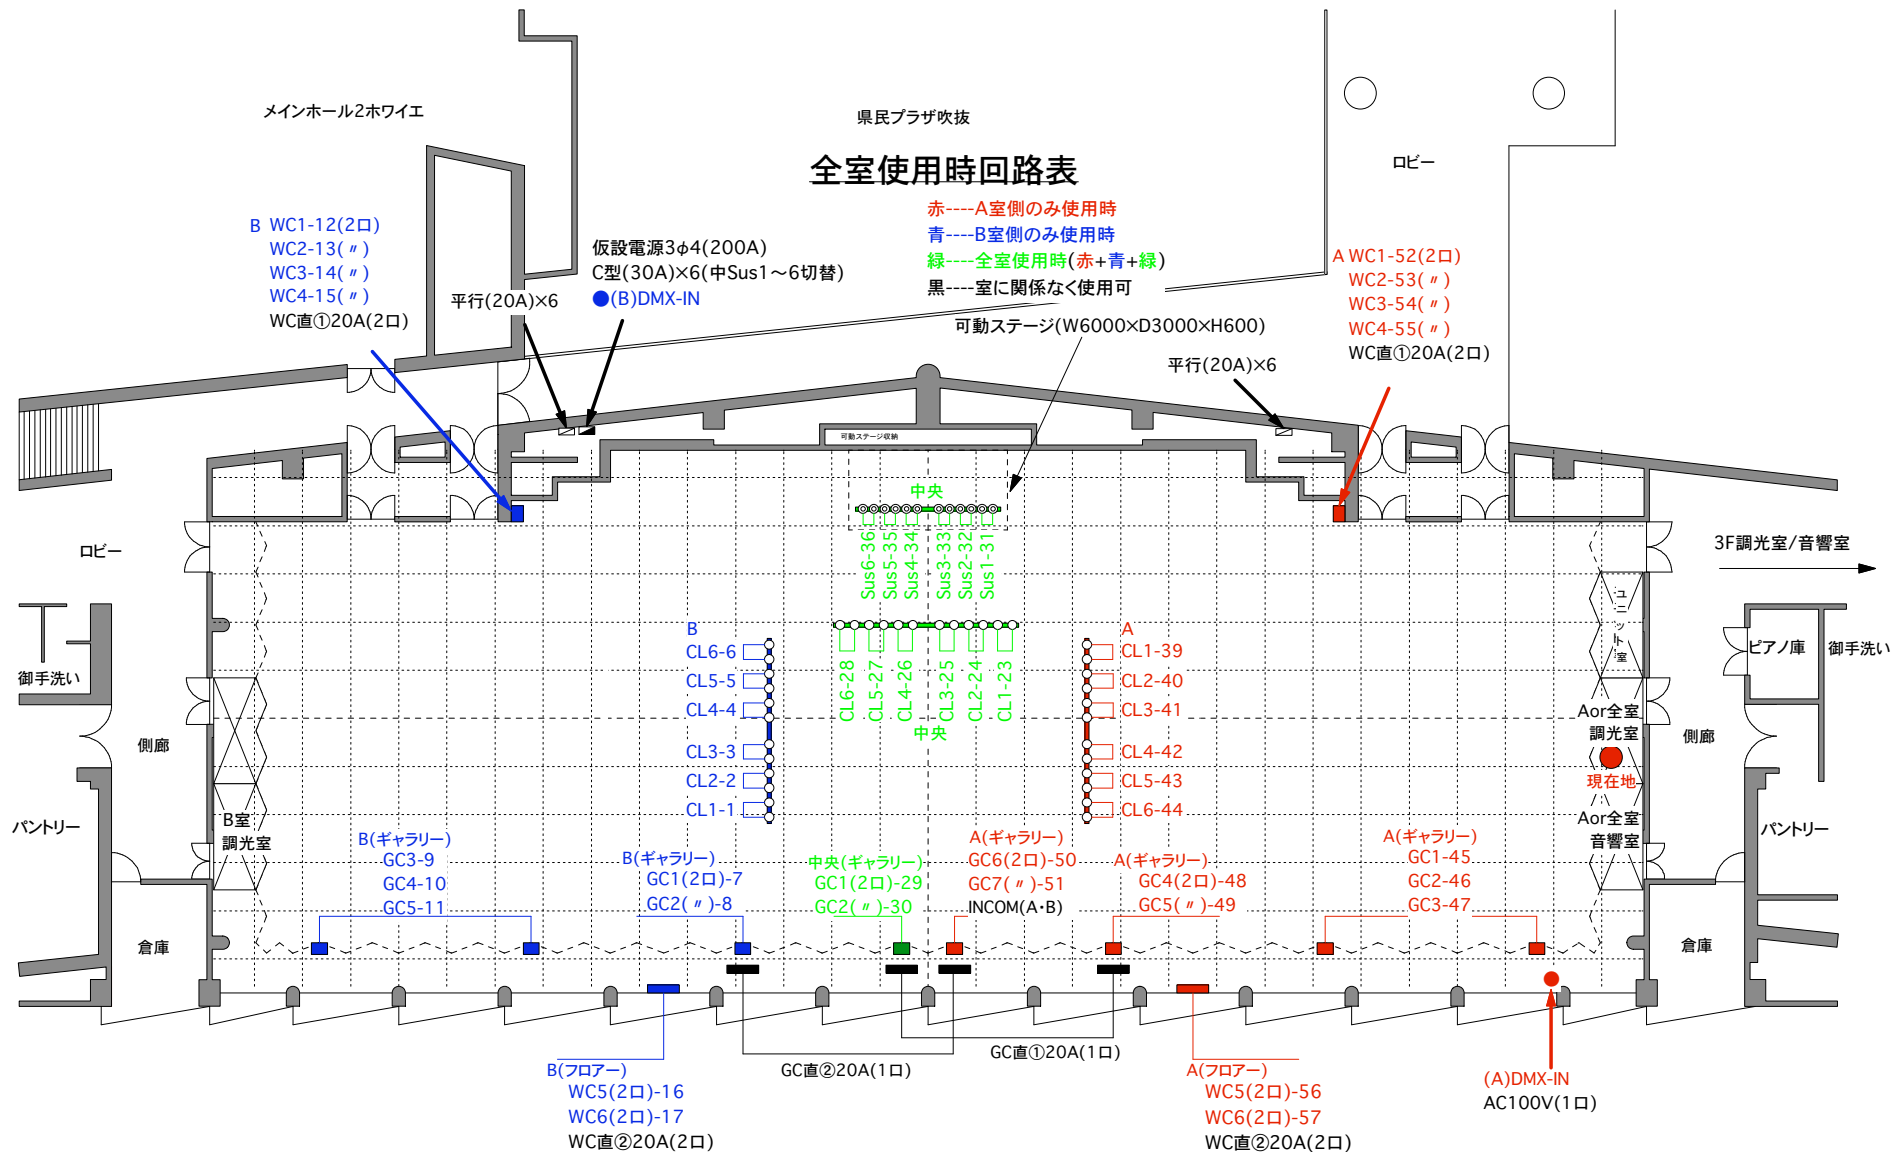 メインホール2ホワイエ
県民プラザ吹抜
ロビー
全室使用時回路表
赤----A室側のみ使用時
青----B室側のみ使用時
緑----全室使用時(赤+青+緑)
黒----室に関係なく使用可
B WC1-12(2口)
WC2-13(〃)
WC3-14(〃)
WC4-15(〃)
WC直①20A(2口)
平行(20A)×6
仮設電源3φ4(200A)
C型(30A)×6(中Sus1～6切替)
●(B)DMX-IN
可動ステージ(W6000×D3000×H600)
平行(20A)×6
A WC1-52(2口)
WC2-53(〃)
WC3-54(〃)
WC4-55(〃)
WC直①20A(2口)
可動ステージ収納
中央
Sus6-36
Sus5-35
Sus4-34
Sus3-33
Sus2-32
Sus1-31
ロビー
3F調光室/音響室
ユニット室
ピアノ庫
御手洗い
御手洗い
B
CL6-6
CL5-5
CL4-4
CL3-3
CL2-2
CL1-1
CL6-28
CL5-27
CL4-26
CL3-25
CL2-24
CL1-23
中央
A
CL1-39
CL2-40
CL3-41
CL4-42
CL5-43
CL6-44
Aor全室
調光室
現在地
Aor全室
音響室
側廊
側廊
パントリー
パントリー
B室
調光室
B(ギャラリー)
GC3-9
GC4-10
GC5-11
B(ギャラリー)
GC1(2口)-7
GC2(〃)-8
中央(ギャラリー)
GC1(2口)-29
GC2(〃)-30
A(ギャラリー)
GC6(2口)-50
GC7(〃)-51
INCOM(A・B)
A(ギャラリー)
GC4(2口)-48
GC5(〃)-49
A(ギャラリー)
GC1-45
GC2-46
GC3-47
倉庫
倉庫
GC直②20A(1口)
GC直①20A(1口)
B(フロアー)
WC5(2口)-16
WC6(2口)-17
WC直②20A(2口)
A(フロアー)
WC5(2口)-56
WC6(2口)-57
WC直②20A(2口)
(A)DMX-IN
AC100V(1口)